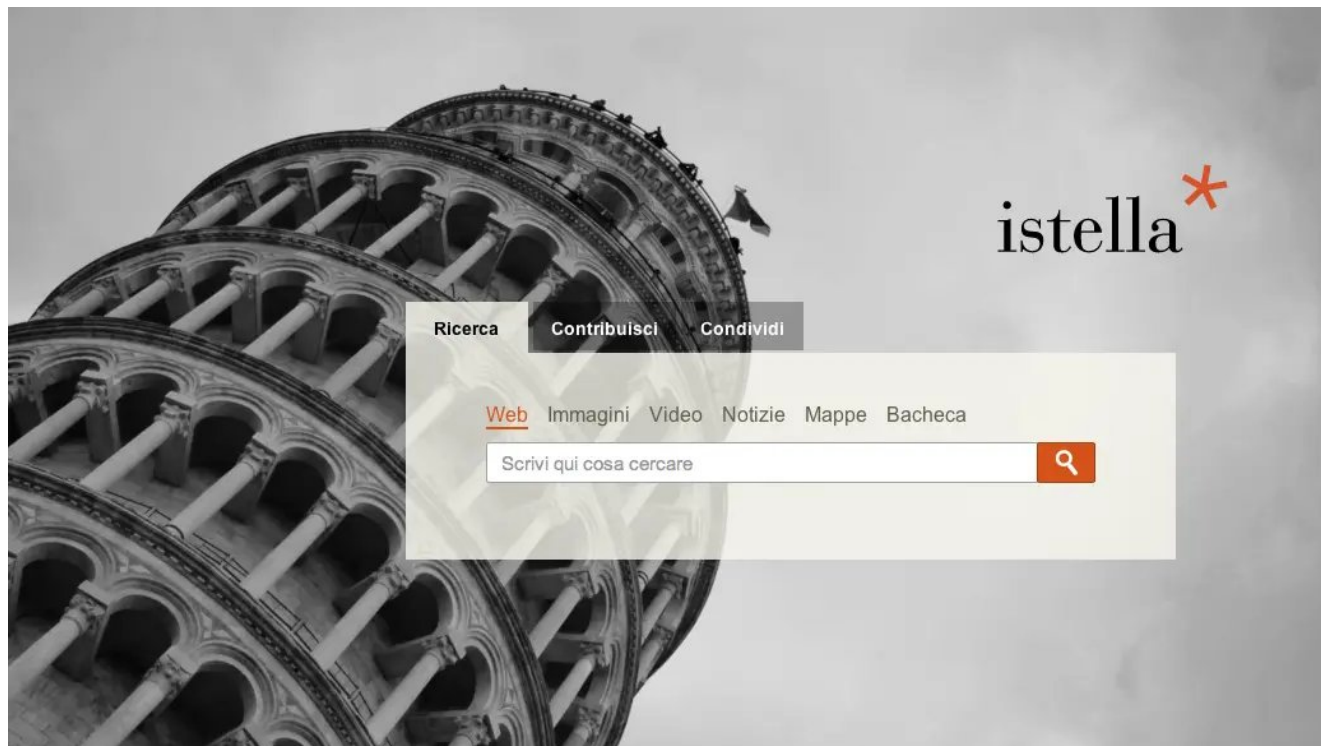 istella*
Ricerca Contribuisci Condividi
Web Immagini Video Notizie Mappe Bacheca
Scrivi qui cosa cercare